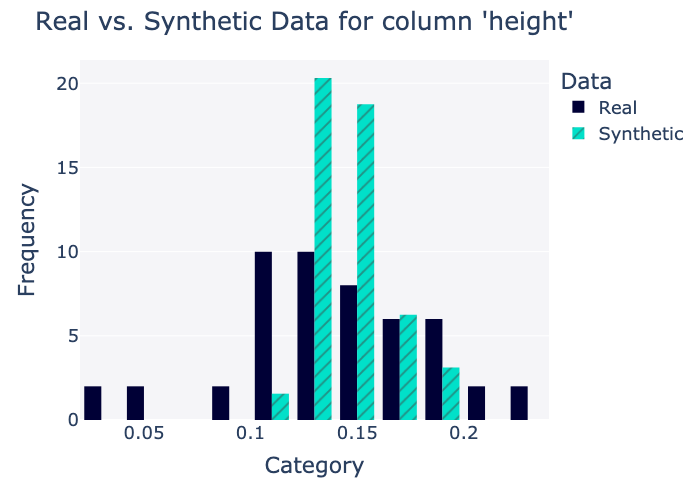 Real vs. Synthetic Data for column 'height'
Data
Real
Synthetic
20
15
10
5
0
Frequency
0.05
0.1
0.15
0.2
Category